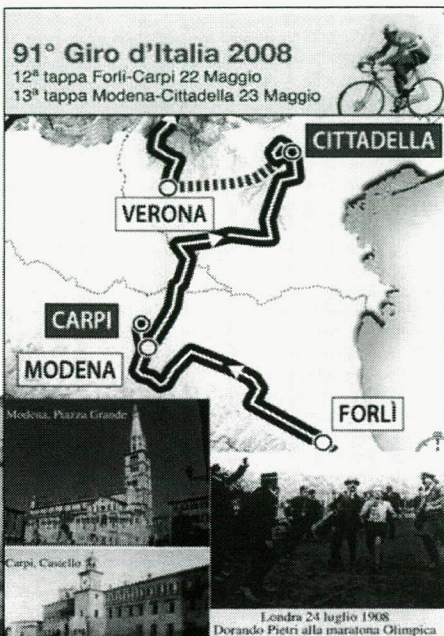 91° Giro d'Italia 2008
12ª tappa Forlì-Carpi 22 Maggio
13ª tappa Modena-Cittadella 23 Maggio
CITTADELLA
VERONA
CARPI
MODENA
FORLÌ
Modena, Piazza Grande
Carpi, Castello
Londra 24 luglio 1908
Dorando Pietri alla maratona Olimpica